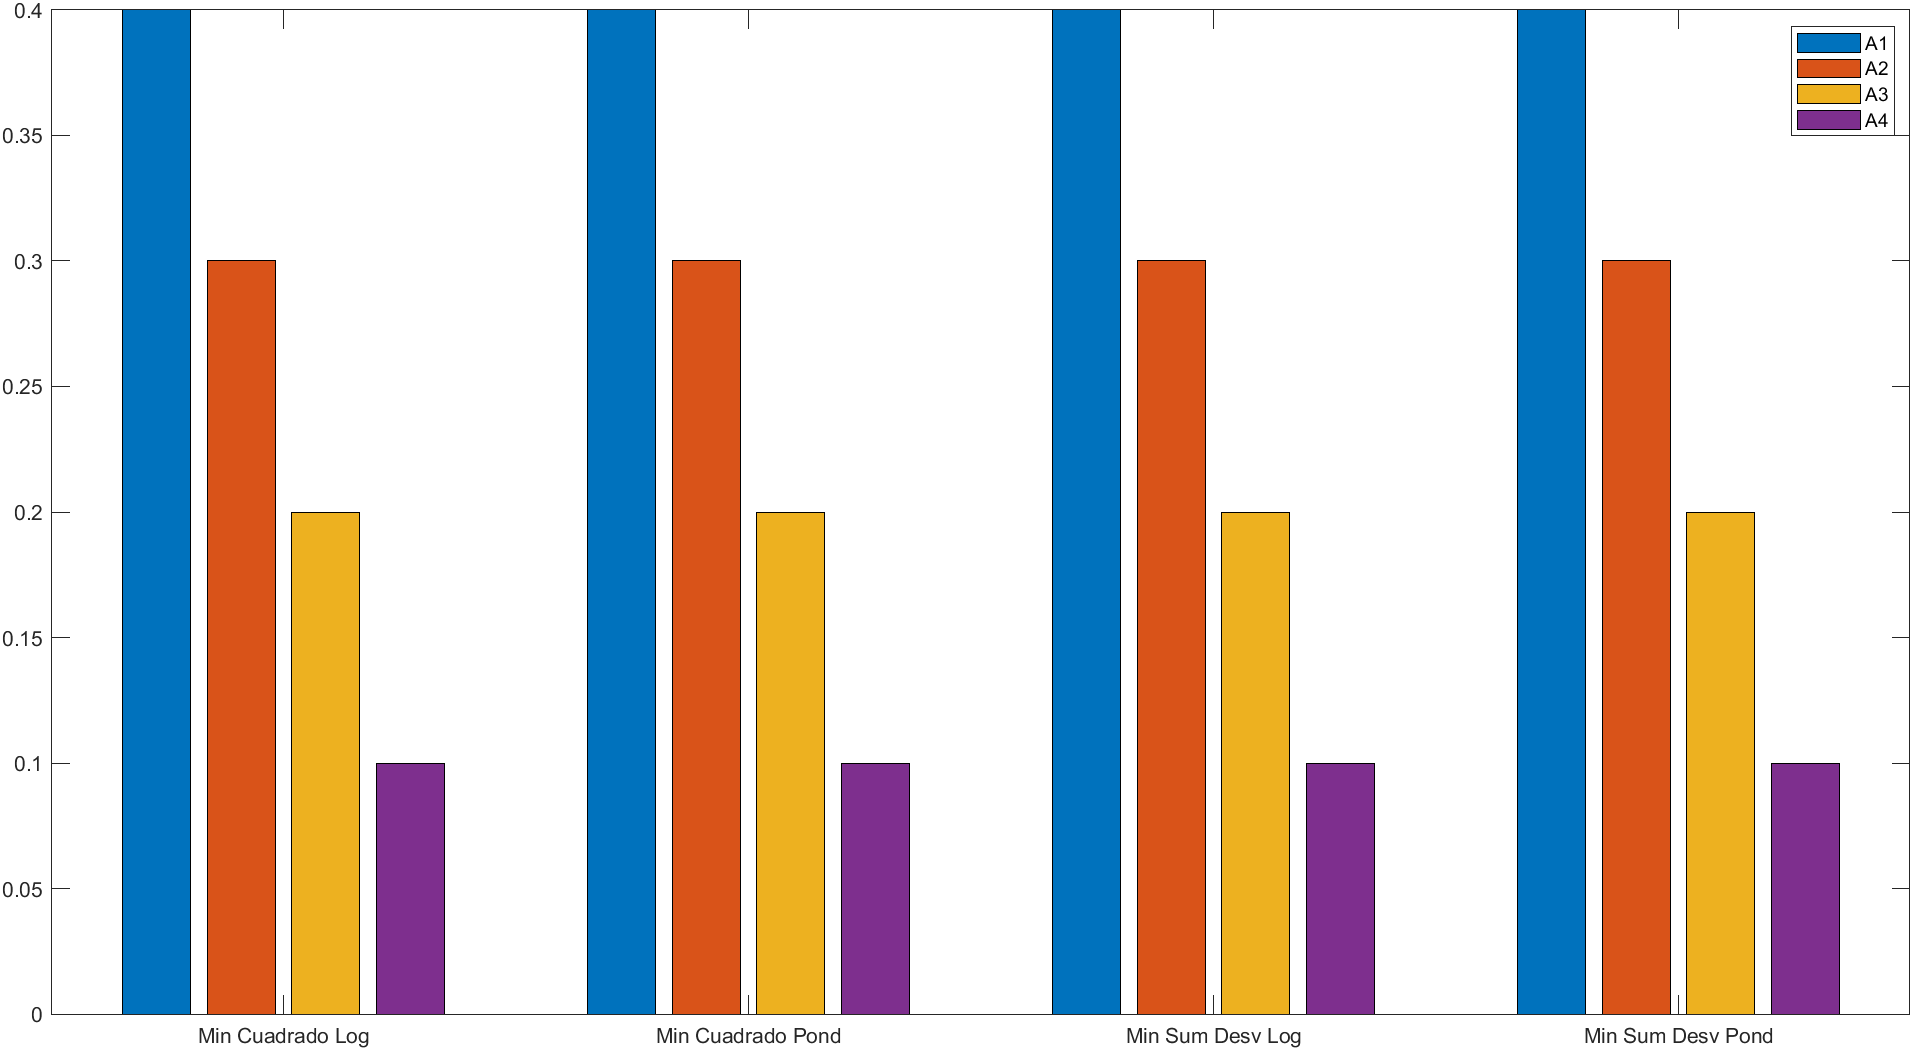 0.4
0.35
0.3
0.25
0.2
0.15
0.1
0.05
0
A1
A2
A3
A4
Min Cuadrado Log
Min Cuadrado Pond
Min Sum Desv Log
Min Sum Desv Pond